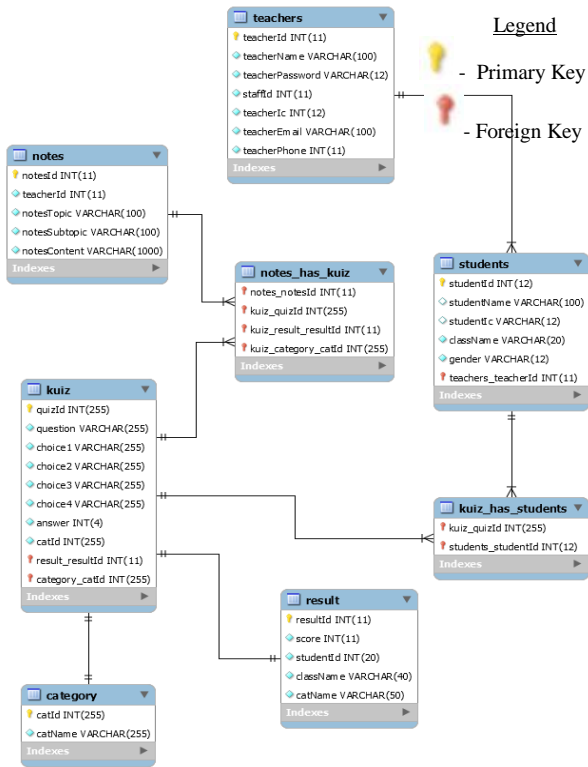 teachers
teacherId INT(11)
teacherName VARCHAR(100)
teacherPassword VARCHAR(12)
staffId INT(11)
teacherIc INT(12)
teacherEmail VARCHAR(100)
teacherPhone INT(11)
Indexes
Legend
- Primary Key
- Foreign Key
notes
notesId INT(11)
teacherId INT(11)
notesTopic VARCHAR(100)
notesSubtopic VARCHAR(100)
notesContent VARCHAR(1000)
Indexes
notes_has_kuiz
notes_notesId INT(11)
kuiz_quizId INT(255)
kuiz_result_resultId INT(11)
kuiz_category_catId INT(255)
Indexes
students
studentId INT(12)
studentName VARCHAR(100)
studentIc VARCHAR(12)
className VARCHAR(20)
gender VARCHAR(12)
teachers_teacherId INT(11)
Indexes
kuiz
quizId INT(255)
question VARCHAR(255)
choice1 VARCHAR(255)
choice2 VARCHAR(255)
choice3 VARCHAR(255)
choice4 VARCHAR(255)
answer INT(4)
catId INT(255)
result_resultId INT(11)
category_catId INT(255)
Indexes
kuiz_has_students
kuiz_quizId INT(255)
students_studentId INT(12)
Indexes
result
resultId INT(11)
score INT(11)
studentId INT(20)
className VARCHAR(40)
catName VARCHAR(50)
Indexes
category
catId INT(255)
catName VARCHAR(255)
Indexes